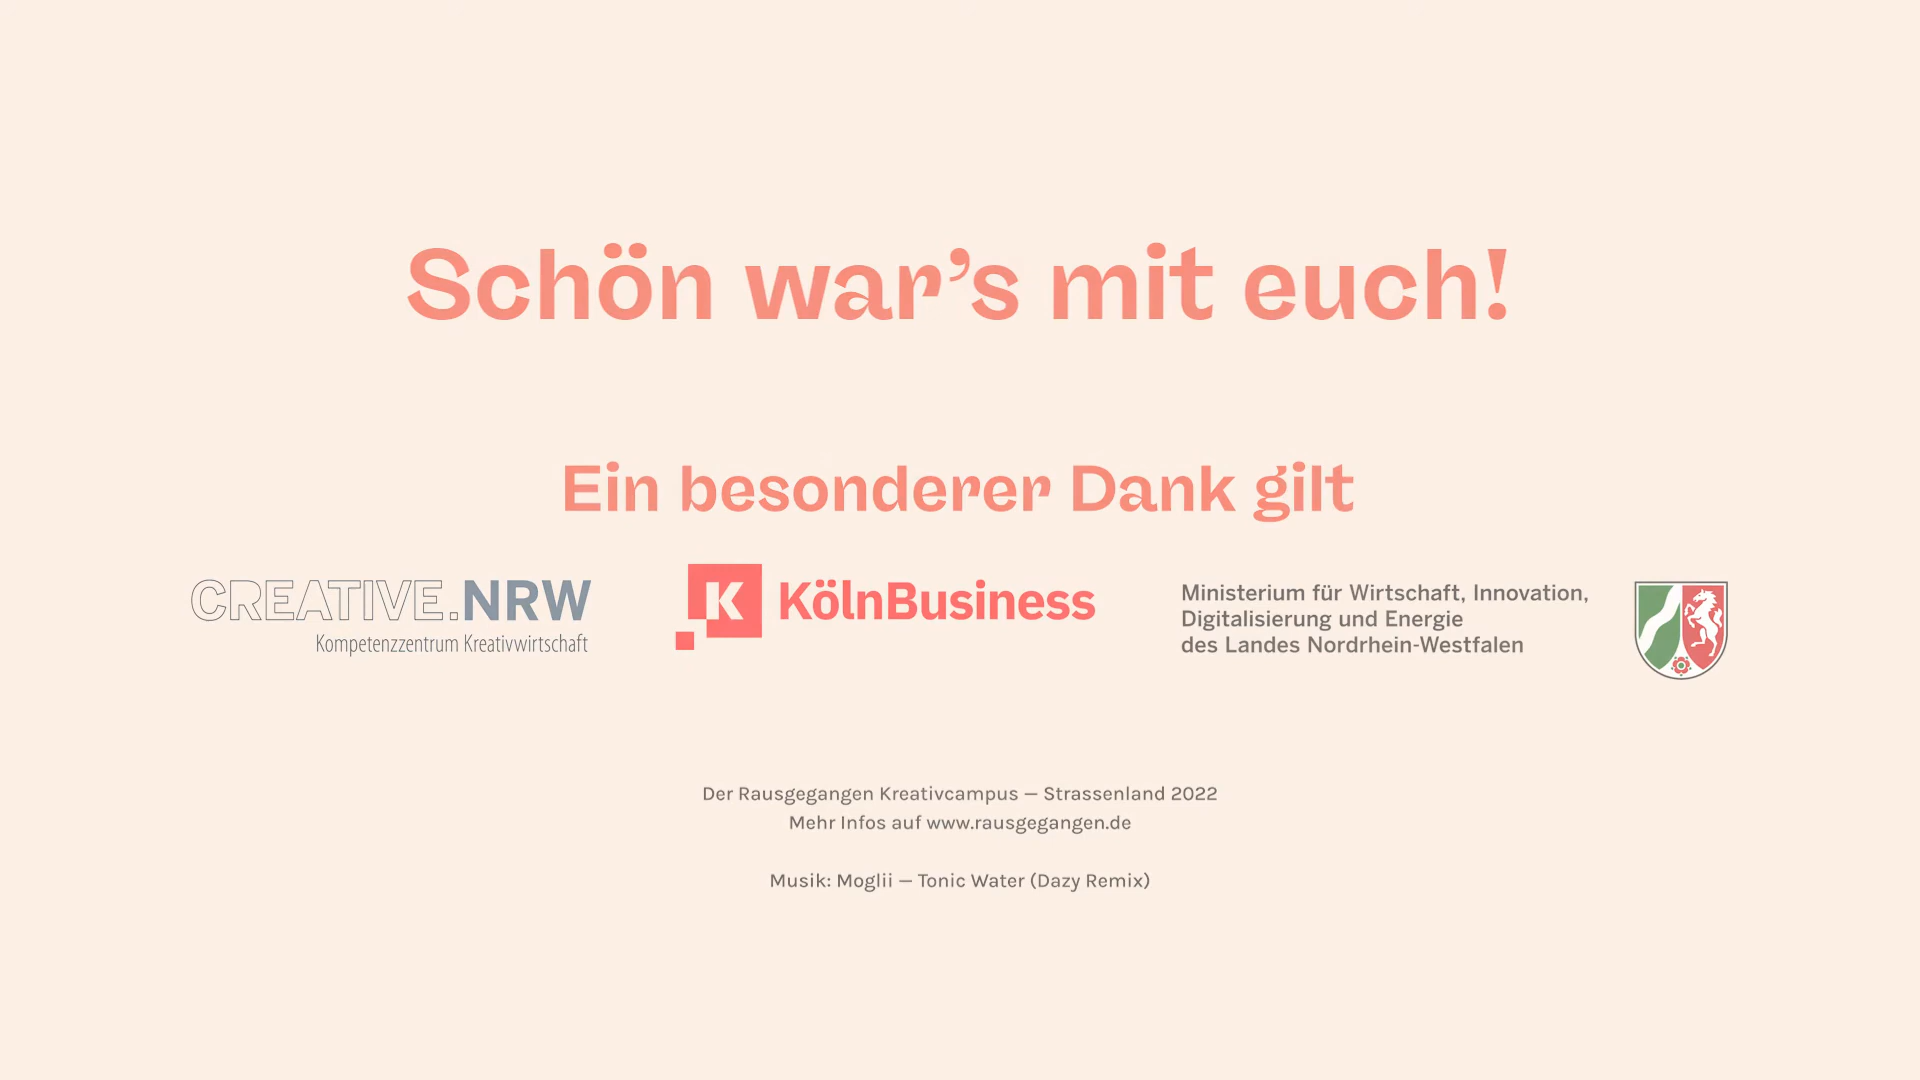 Schön war’s mit euch!
Ein besonderer Dank gilt
CREATIVE.NRW
Kompetenzzentrum Kreativwirtschaft
K KölnBusiness
Ministerium für Wirtschaft, Innovation,
Digitalisierung und Energie
des Landes Nordrhein-Westfalen
Der Rausgegangen Kreativcampus — Strassenland 2022
Mehr Infos auf www.rausgegangen.de
Musik: Moglii — Tonic Water (Dazy Remix)